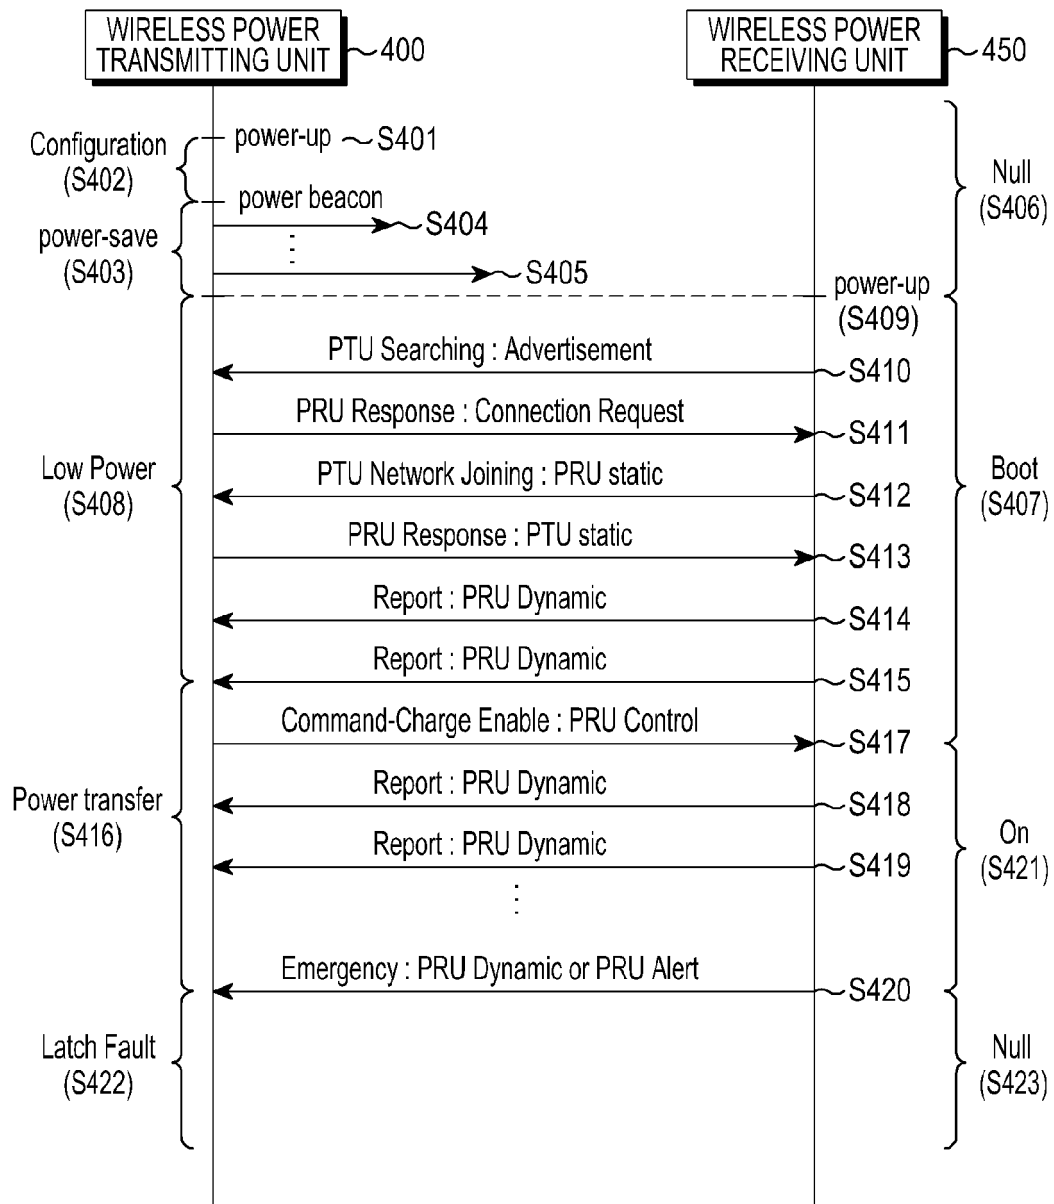 WIRELESS POWER
TRANSMITTING UNIT
400
WIRELESS POWER
RECEIVING UNIT
450
Configuration
(S402)
power-up
S401
Null
(S406)
power beacon
S404
power-save
(S403)
S405
power-up
(S409)
PTU Searching : Advertisement
S410
PRU Response : Connection Request
S411
Low Power
(S408)
PTU Network Joining : PRU static
S412
Boot
(S407)
PRU Response : PTU static
S413
Report : PRU Dynamic
S414
Report : PRU Dynamic
S415
Command-Charge Enable : PRU Control
S417
Power transfer
(S416)
Report : PRU Dynamic
S418
Report : PRU Dynamic
S419
On
(S421)
Emergency : PRU Dynamic or PRU Alert
S420
Latch Fault
(S422)
Null
(S423)